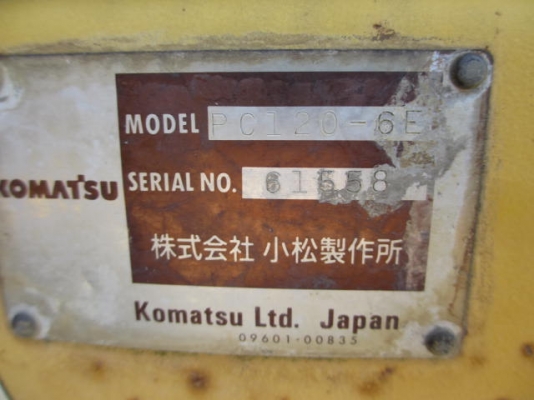 MODEL PC120-6E
KOMATSU
SERIAL NO. 61558
株式会社 小松製作所
Komatsu Ltd. Japan
09601-00835